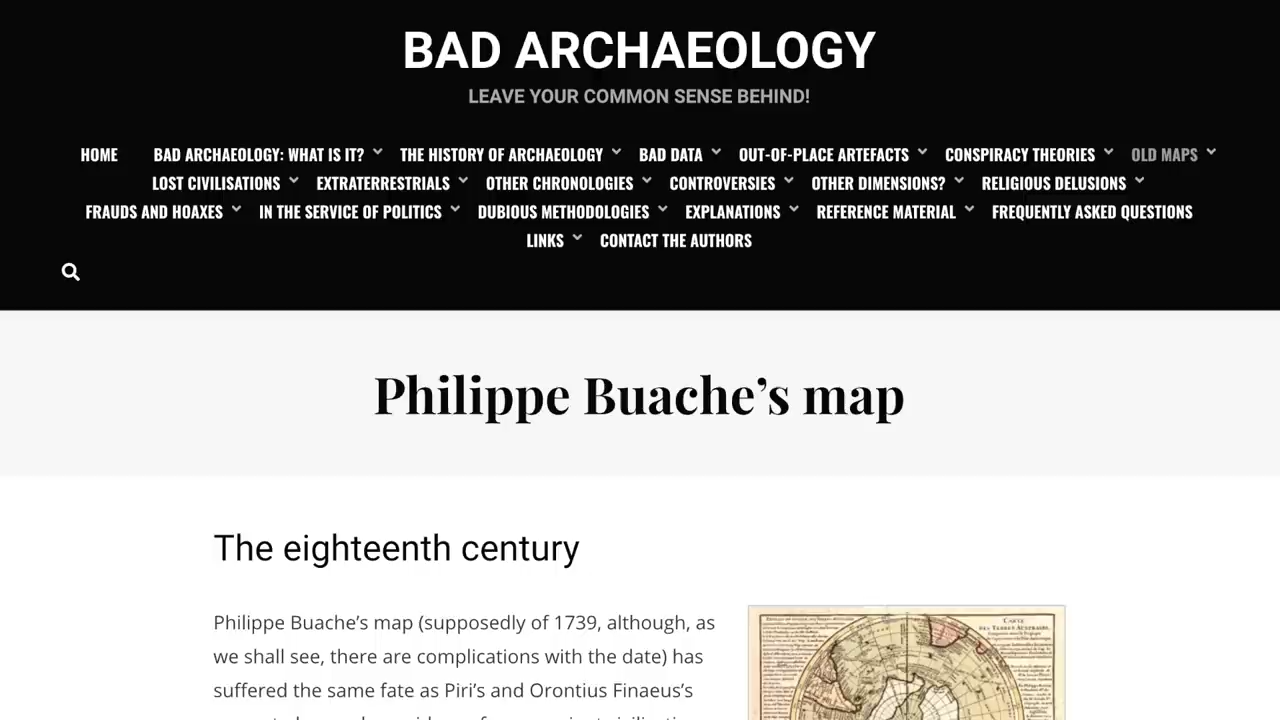 BAD ARCHAEOLOGY
LEAVE YOUR COMMON SENSE BEHIND!
HOME BAD ARCHAEOLOGY: WHAT IS IT? THE HISTORY OF ARCHAEOLOGY BAD DATA OUT-OF-PLACE ARTEFACTS CONSPIRACY THEORIES OLD MAPS
LOST CIVILISATIONS EXTRATERRESTRIALS OTHER CHRONOLOGIES CONTROVERSIES OTHER DIMENSIONS? RELIGIOUS DELUSIONS
FRAUDS AND HOAXES IN THE SERVICE OF POLITICS DUBIOUS METHODOLOGIES EXPLANATIONS REFERENCE MATERIAL FREQUENTLY ASKED QUESTIONS
LINKS CONTACT THE AUTHORS
Philippe Buache’s map
The eighteenth century
Philippe Buache’s map (supposedly of 1739, although, as
we shall see, there are complications with the date) has
suffered the same fate as Piri’s and Orontius Finaeus’s
CARTE
DES TERRES AUSTRALES